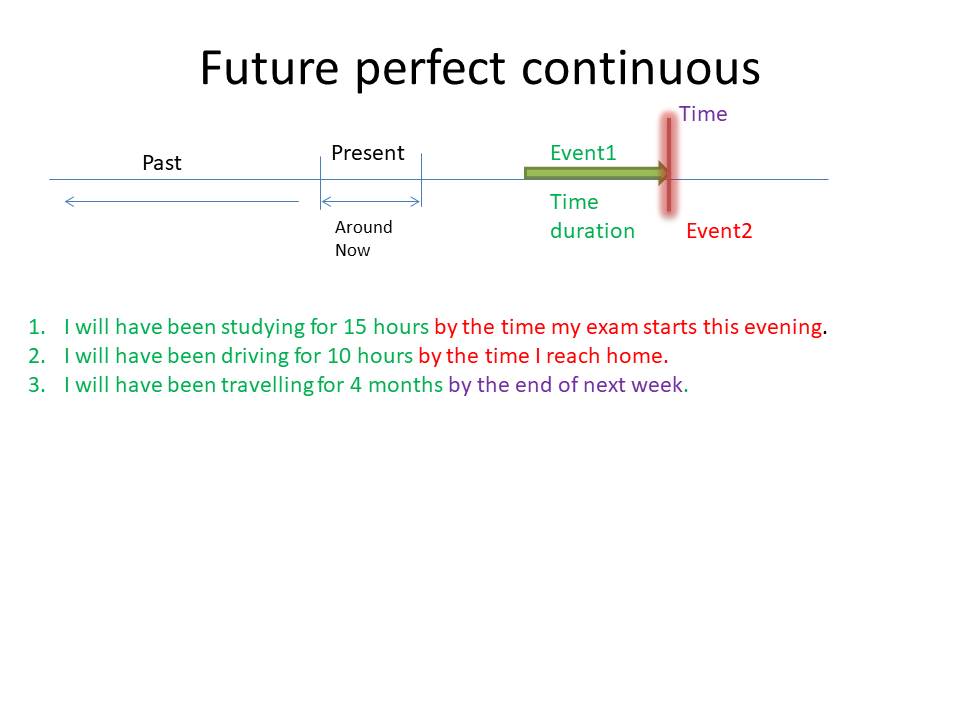 Future perfect continuous
Time
Past
Present
Event1
Around
Now
Time
duration
Event2
1. I will have been studying for 15 hours by the time my exam starts this evening.
2. I will have been driving for 10 hours by the time I reach home.
3. I will have been travelling for 4 months by the end of next week.